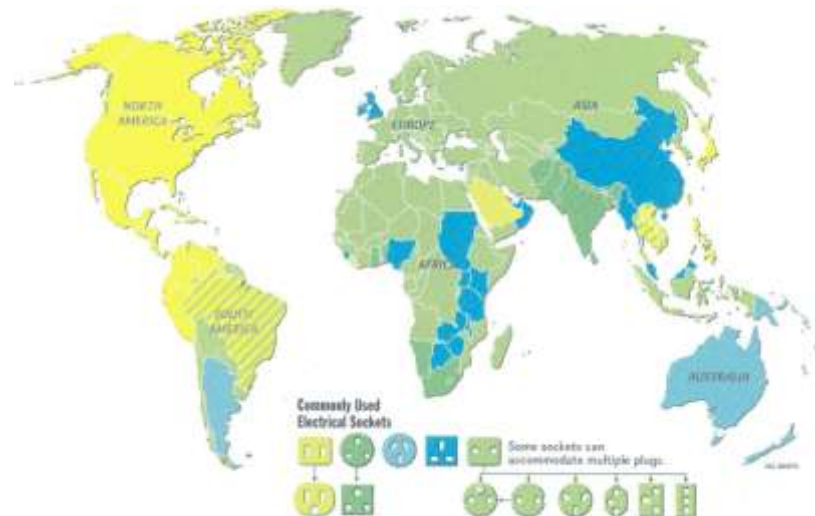 NORTH
AMERICA
EUROPE
ASIA
AFRICA
SOUTH
AMERICA
AUSTRALIA
Commonly Used
Electrical Sockets
Some sockets can
accommodate multiple plugs.